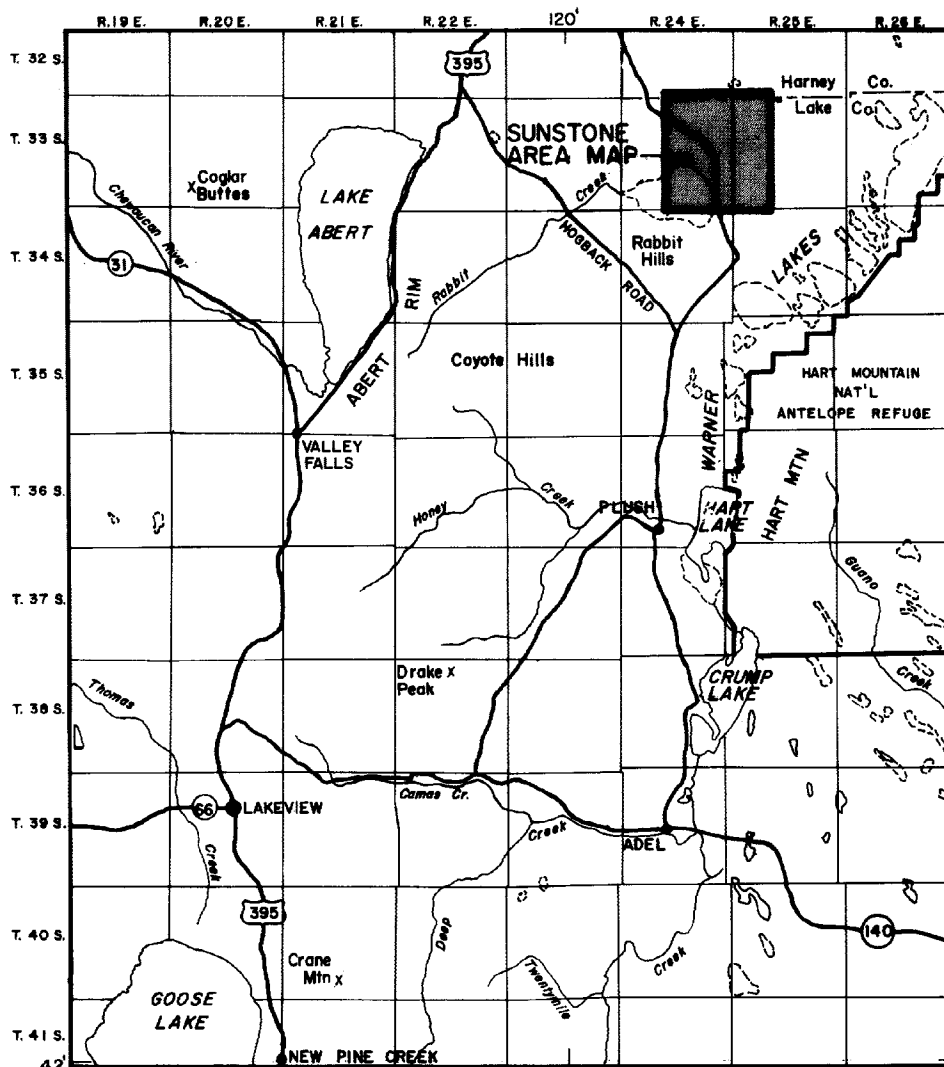 R. 19 E. R. 20 E. R. 21 E. R. 22 E. 120' R. 24 E. R. 25 E. R. 26 E.
T. 32 S.
395
Harney Co.
Lake Co.
T. 33 S.
SUNSTONE
AREA MAP
Coglar
Buttes
LAKE
ABERT
Creek
Chewaucan River
Rabbit
Hills
HOGBACK ROAD
LAKES
T. 34 S.
31
Rabbit
RIM
ABERT
Coyote Hills
T. 35 S.
HART MOUNTAIN
NAT'L
ANTELOPE REFUGE
WARNER
VALLEY
FALLS
HART MTN
T. 36 S.
Honey
Creek
PLUSH
HART
LAKE
Guano
T. 37 S.
Drake
Peak
CRUMP
LAKE
Creek
Thomas
T. 38 S.
Camas Cr.
66
LAKEVIEW
T. 39 S.
Creek
ADEL
Creek
395
T. 40 S.
Deep
140
Crane
Mtn
Creek
Twentymile
GOOSE
LAKE
T. 41 S.
42'
NEW PINE CREEK